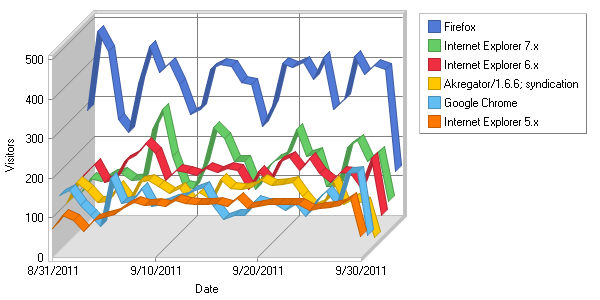 500
400
300
200
100
0
Visitors
8/31/2011
9/10/2011
9/20/2011
9/30/2011
Date
Firefox
Internet Explorer 7.x
Internet Explorer 6.x
Akregator/1.6.6; syndication
Google Chrome
Internet Explorer 5.x